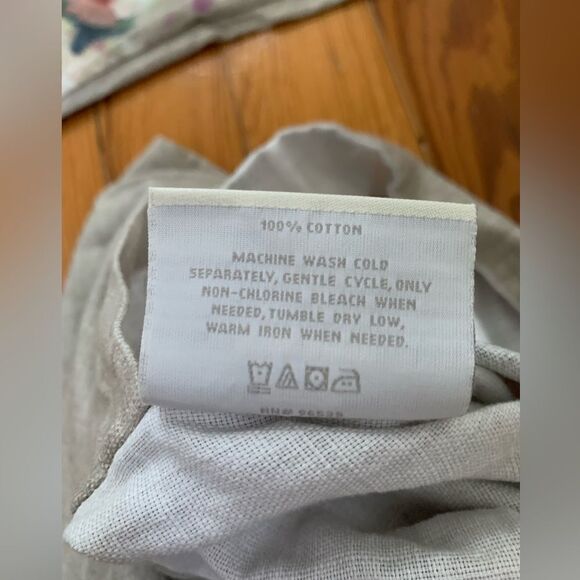 100% COTTON
MACHINE WASH COLD
SEPARATELY, GENTLE CYCLE, ONLY
NON-CHLORINE BLEACH WHEN
NEEDED, TUMBLE DRY LOW,
WARM IRON WHEN NEEDED.